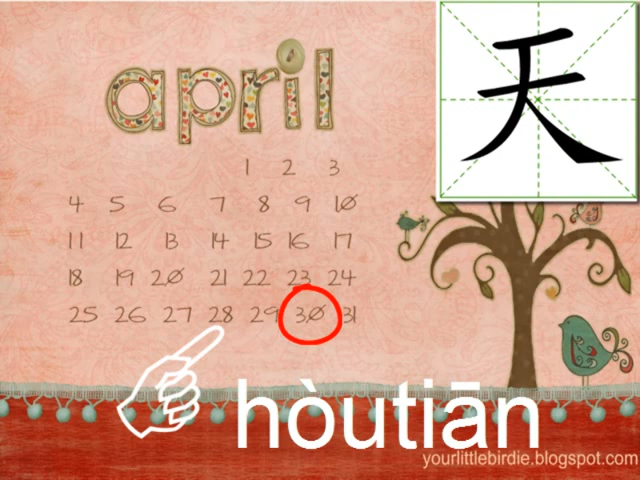 天
april
1 2 3
4 5 6 7 8 9 10
11 12 13 14 15 16 17
18 19 20 21 22 23 24
25 26 27 28 29 30 31
hòutiān
yourlittlebirdie.blogspot.com